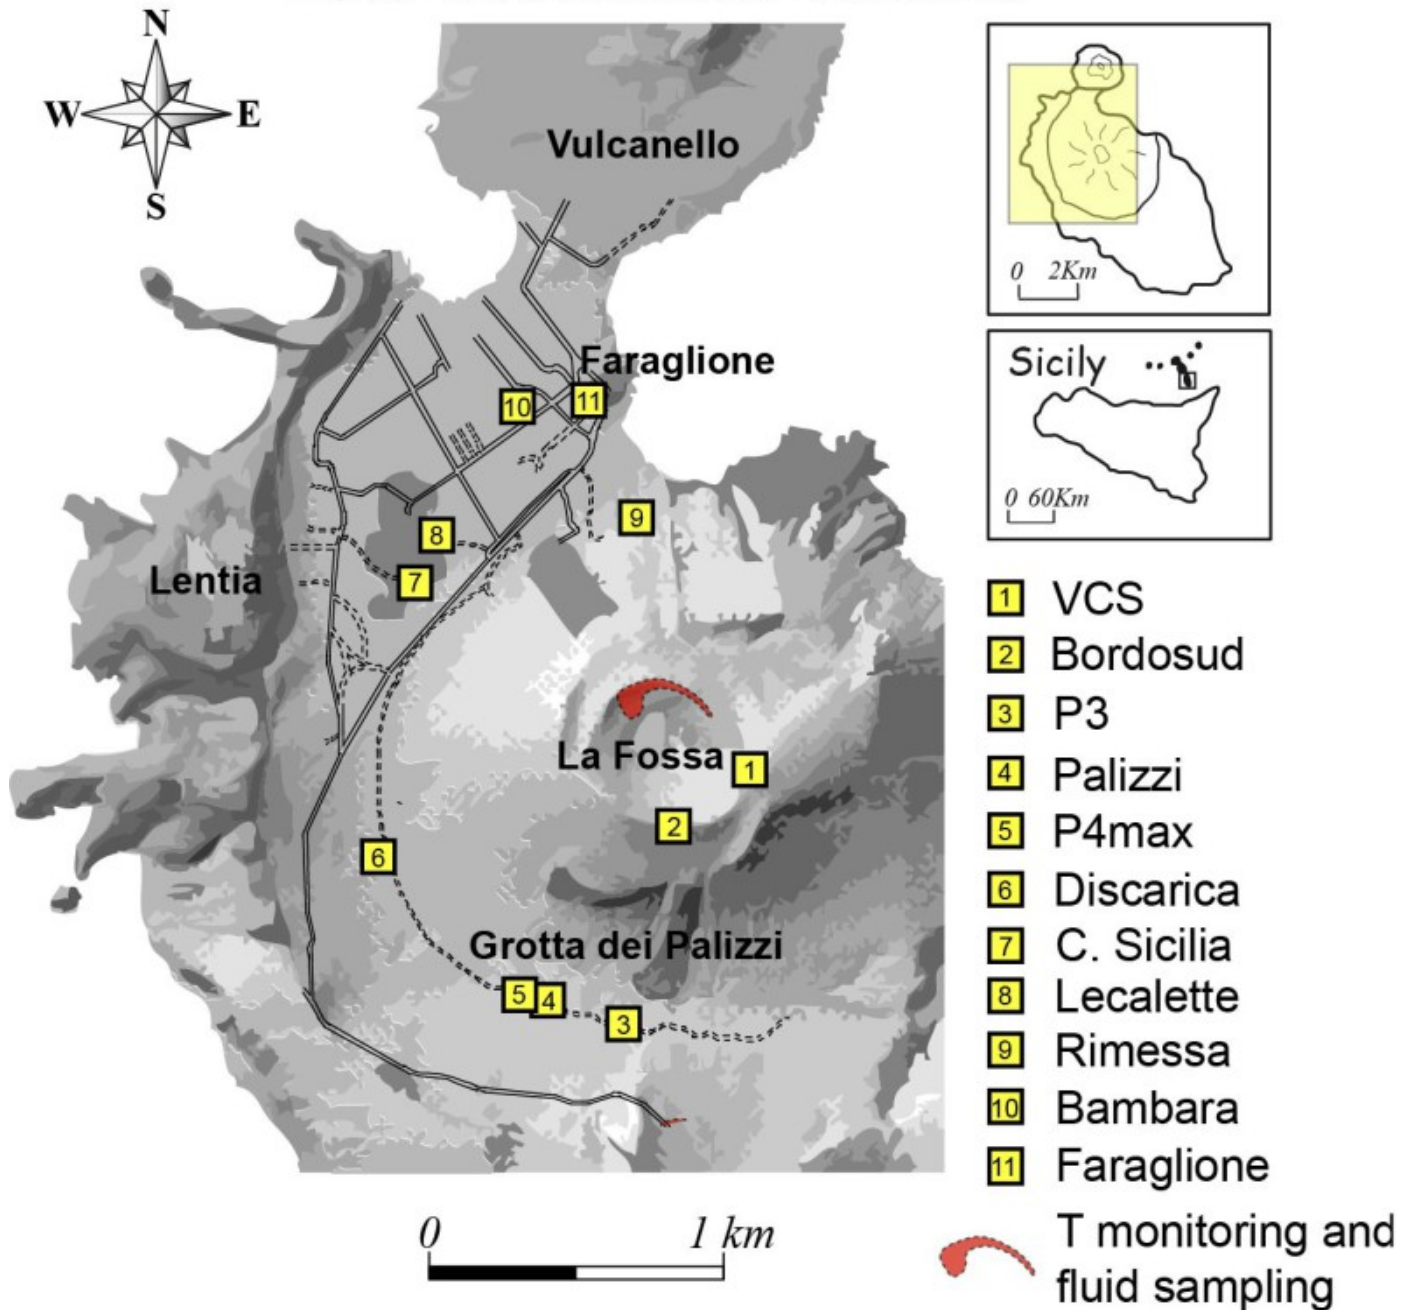 N
W E
S
Vulcanello
Faraglione
10
11
9
8
7
Lentia
La Fossa
1
2
6
Grotta dei Palizzi
5
4
3
0 1 km
0 2Km
Sicily
0 60Km
1 VCS
2 Bordosud
3 P3
4 Palizzi
5 P4max
6 Discarica
7 C. Sicilia
8 Lecalette
9 Rimessa
10 Bambara
11 Faraglione
T monitoring and
fluid sampling